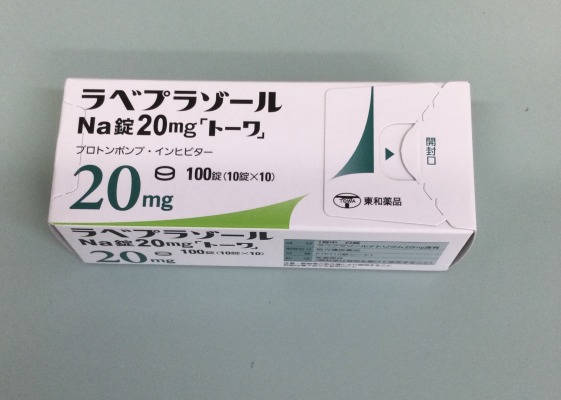 ラベプラゾール
Na錠20mg「トーワ」
プロトンポンプ・インヒビター
20mg 100錠(10錠×10)
開封口
TOWA 東和薬品
ラベプラゾール
Na錠20mg「トーワ」
20mg 100錠(10錠×10)